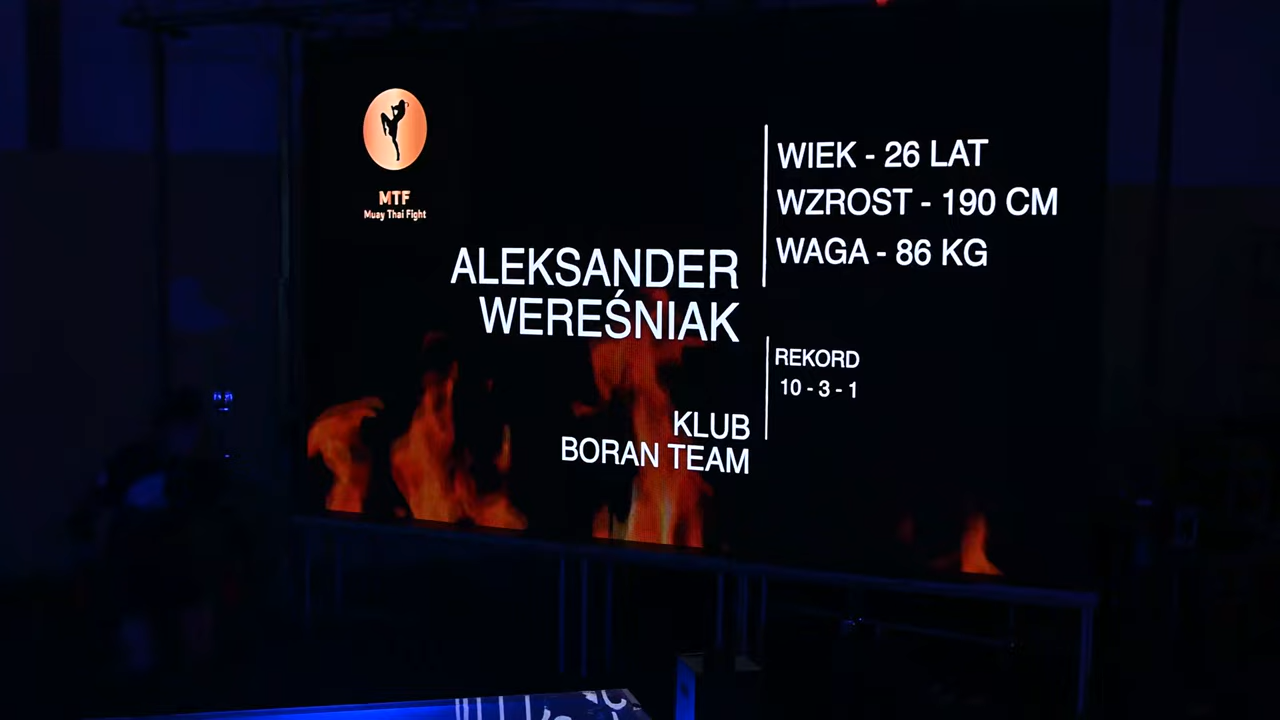 MTF
Muay Thai Fight
ALEKSANDER
WEREŚNIAK
KLUB
BORAN TEAM
WIEK - 26 LAT
WZROST - 190 CM
WAGA - 86 KG
REKORD
10 - 3 - 1